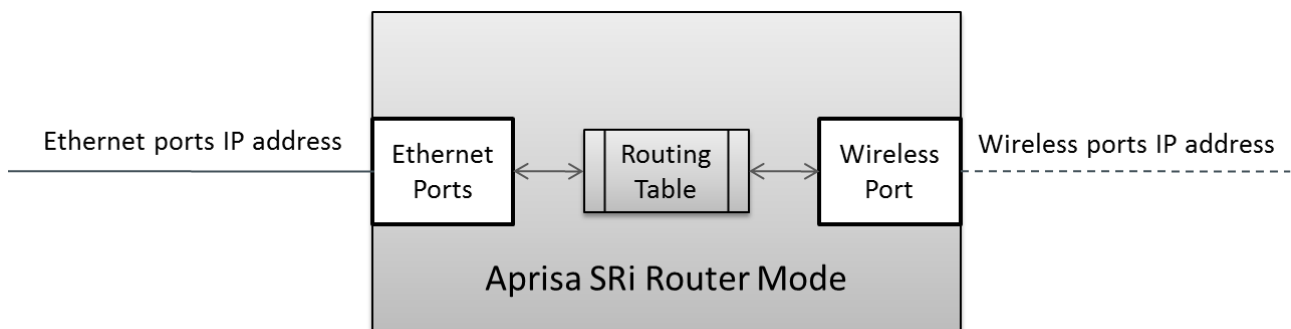 Ethernet ports IP address
Ethernet
Ports
Routing
Table
Wireless
Port
Wireless ports IP address
Aprisa SRi Router Mode